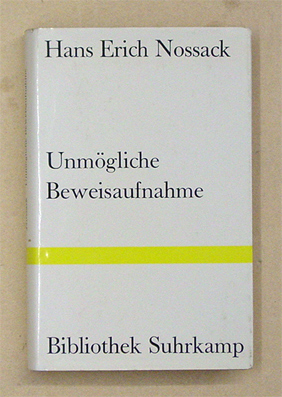 Hans Erich Nossack
Unmögliche
Beweisaufnahme
Bibliothek Suhrkamp